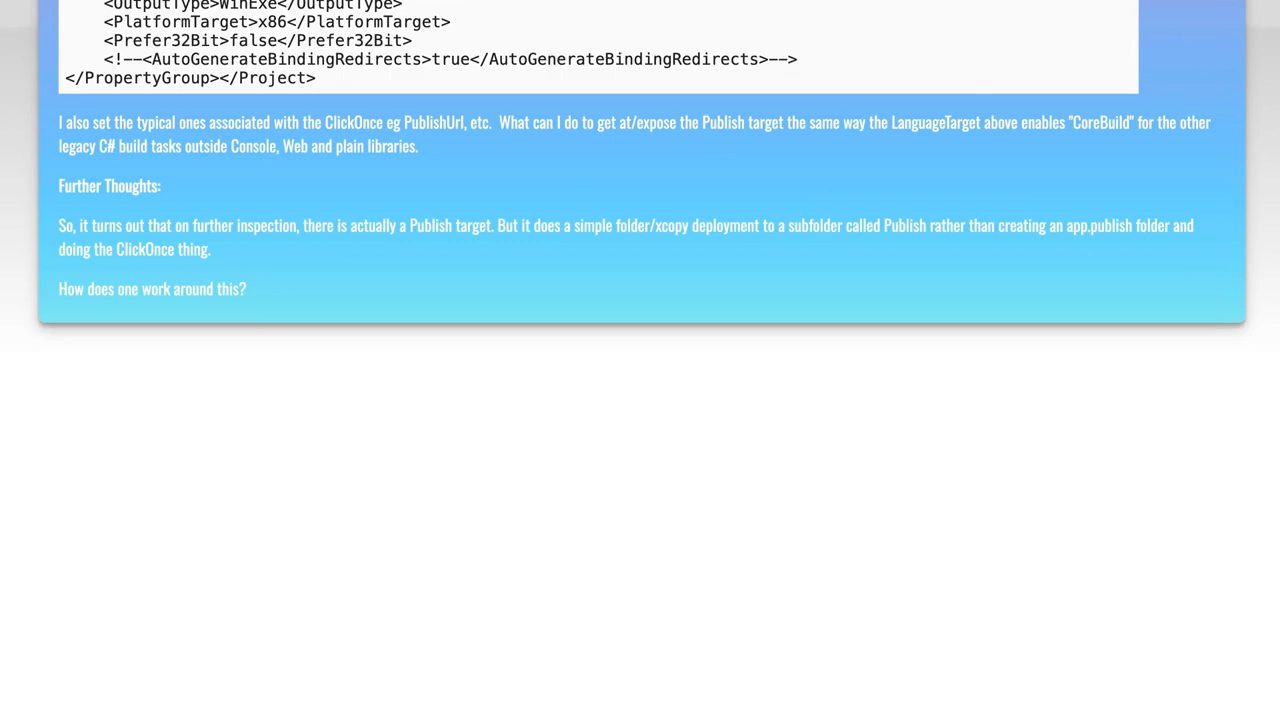 <OutputType>WinExe</OutputType>
<PlatformTarget>x86</PlatformTarget>
<Prefer32Bit>false</Prefer32Bit>
<!--<AutoGenerateBindingRedirects>true</AutoGenerateBindingRedirects>-->
</PropertyGroup></Project>
I also set the typical ones associated with the ClickOnce eg PublishUrl, etc.  What can I do to get at/expose the Publish target the same way the LanguageTarget above enables "CoreBuild" for the other
legacy C# build tasks outside Console, Web and plain libraries.
Further Thoughts:
So, it turns out that on further inspection, there is actually a Publish target. But it does a simple folder/xcopy deployment to a subfolder called Publish rather than creating an app.publish folder and
doing the ClickOnce thing.
How does one work around this?